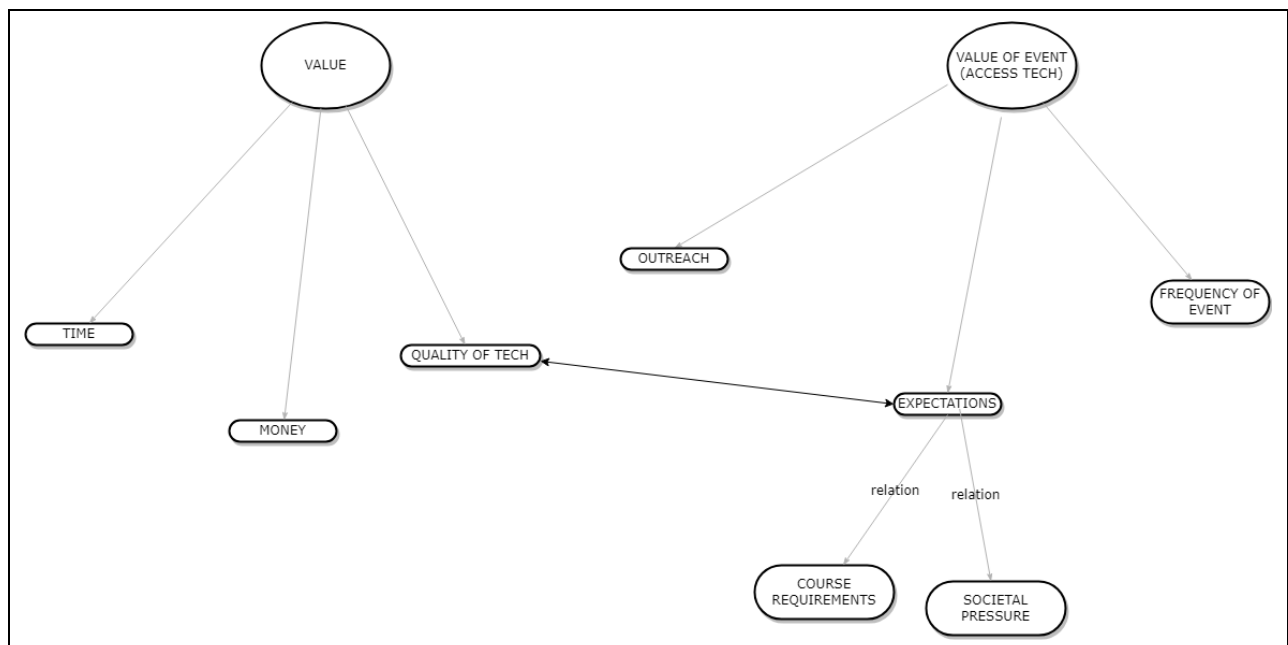 VALUE
VALUE OF EVENT
(ACCESS TECH)
OUTREACH
FREQUENCY OF
EVENT
TIME
QUALITY OF TECH
MONEY
EXPECTATIONS
relation
relation
COURSE
REQUIREMENTS
SOCIETAL
PRESSURE